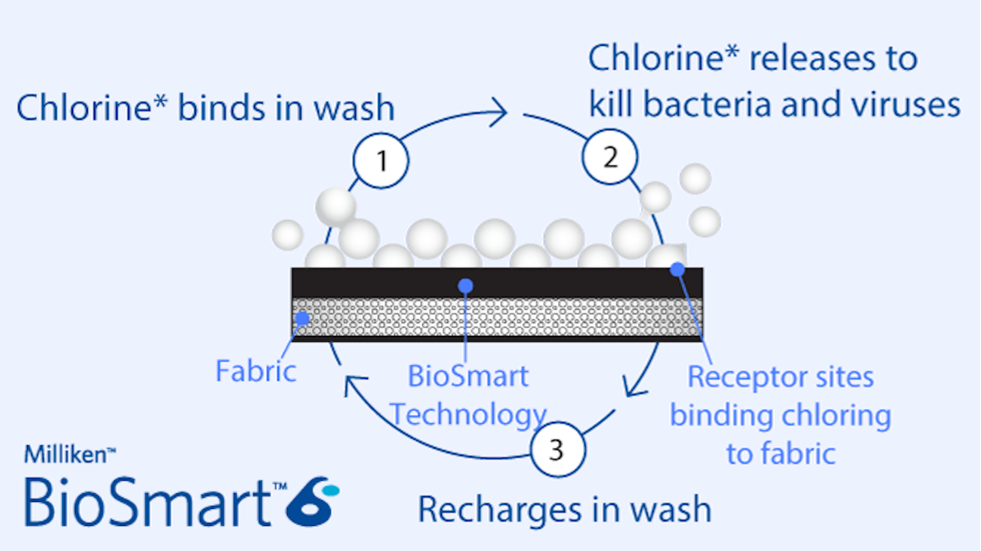 Chlorine* releases to
kill bacteria and viruses
Chlorine* binds in wash
1
2
Fabric
BioSmart
Technology
Receptor sites
binding chloring
to fabric
3
Recharges in wash
Milliken™
BioSmart™